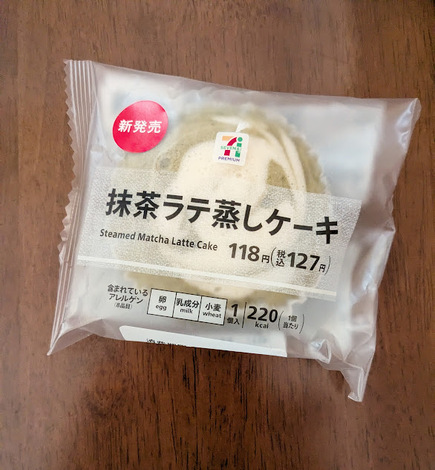 新発売
7
SEVEN&i
PREMIUM
抹茶ラテ蒸しケーキ
Steamed Matcha Latte Cake
118円(税込127円)
含まれている
アレルゲン
(8品目)
卵
egg
乳成分
milk
小麦
wheat
1個入
220
kcal
(1個当たり)